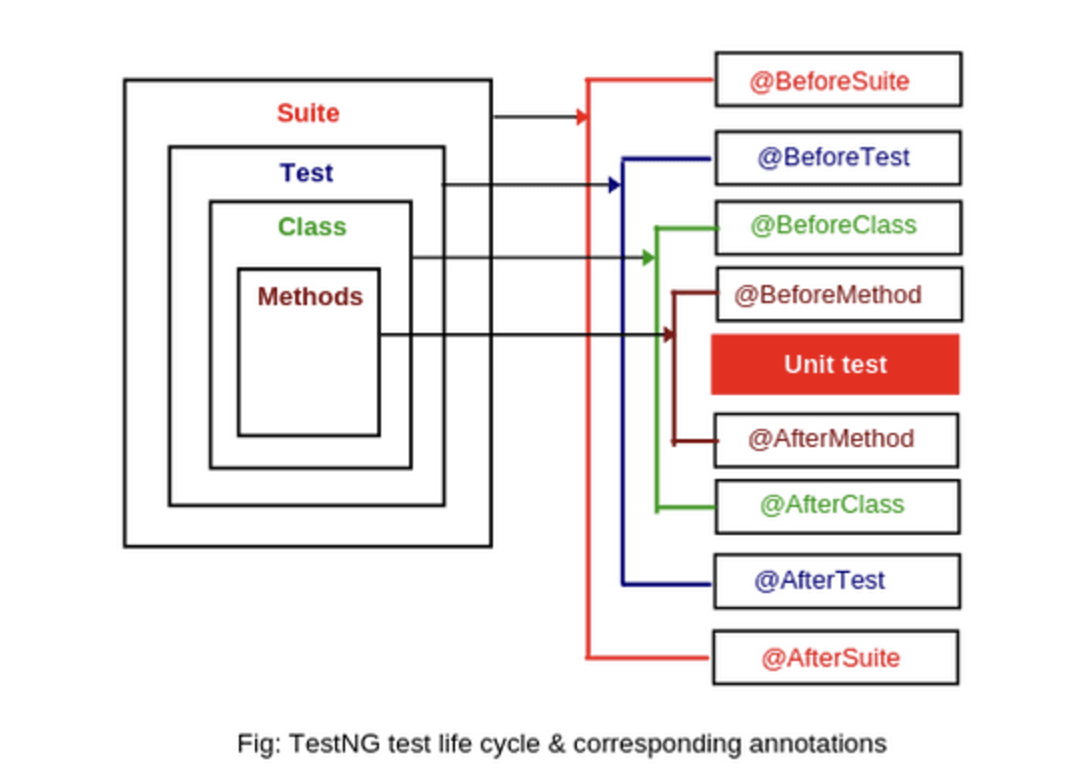 Suite
Test
Class
Methods
@BeforeSuite
@BeforeTest
@BeforeClass
@BeforeMethod
Unit test
@AfterMethod
@AfterClass
@AfterTest
@AfterSuite
Fig: TestNG test life cycle & corresponding annotations